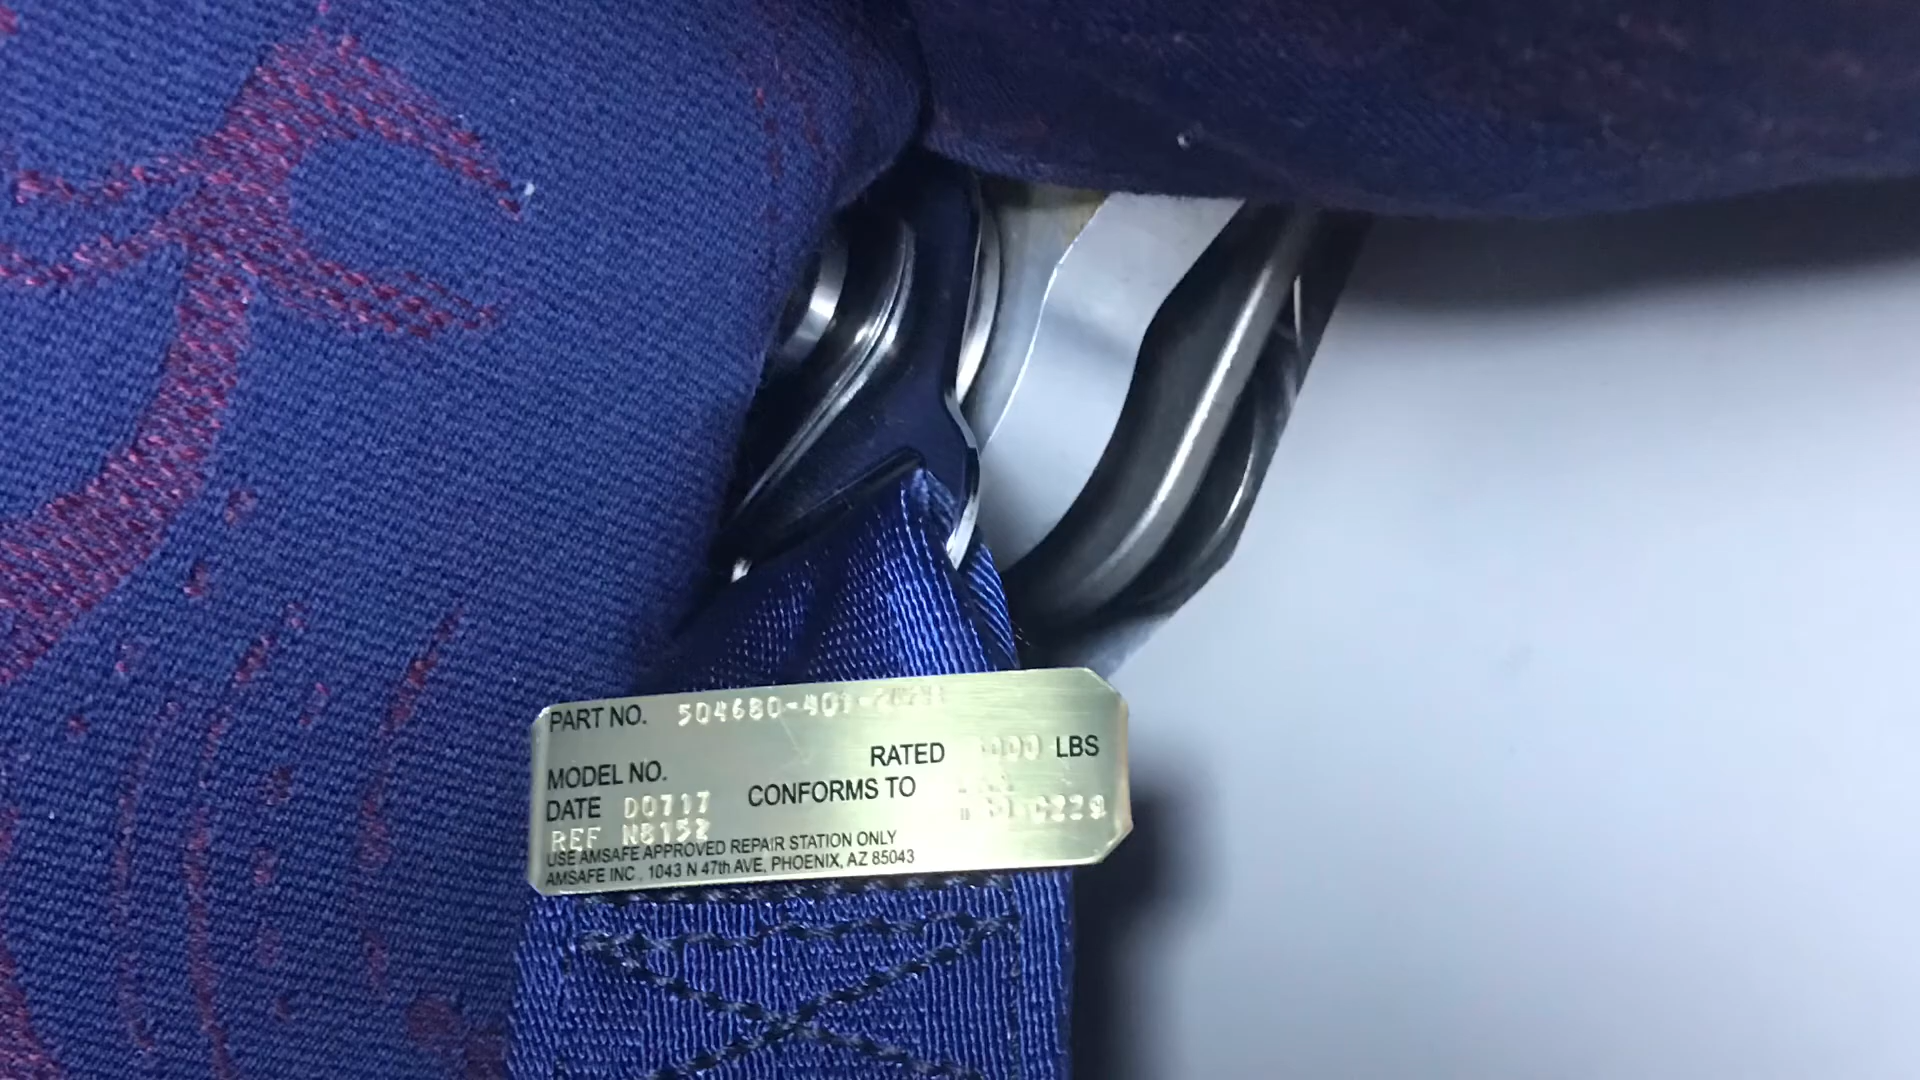 PART NO. 504680-401-
RATED LBS
MODEL NO.
DATE D0717 CONFORMS TO
REF N8152
USE AMSAFE APPROVED REPAIR STATION ONLY
AMSAFE INC. 1043 N 47th AVE, PHOENIX, AZ 85043